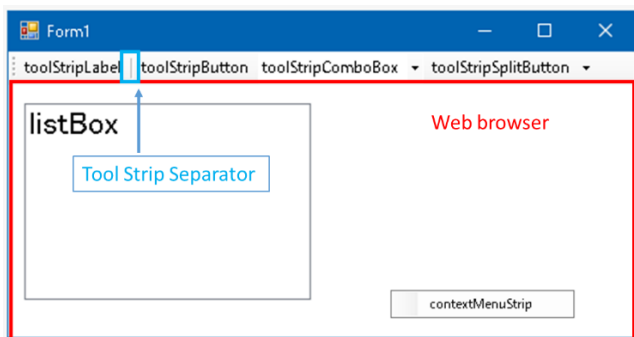 Form1
toolStripLabel toolStripButton toolStripComboBox toolStripSplitButton
listBox
Web browser
Tool Strip Separator
contextMenuStrip